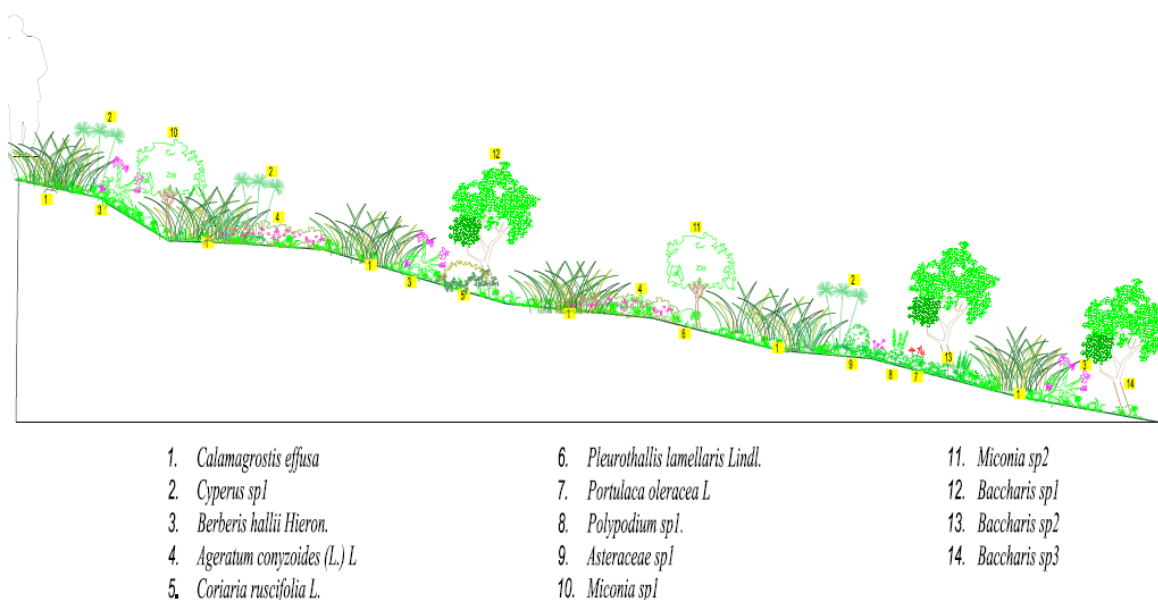 2
10
12
2
1
3
4
11
1
1
3 2
4
5
1
6
1
13
9 3
8 7
14
1
1. Calamagrostis effusa
2. Cyperus sp1
3. Berberis hallii Hieron.
4. Ageratum conyzoides (L.) L
5. Coriaria ruscifolia L.
6. Pleurothallis lamellaris Lindl.
7. Portulaca oleracea L
8. Polypodium sp1.
9. Asteraceae sp1
10. Miconia sp1
11. Miconia sp2
12. Baccharis sp1
13. Baccharis sp2
14. Baccharis sp3